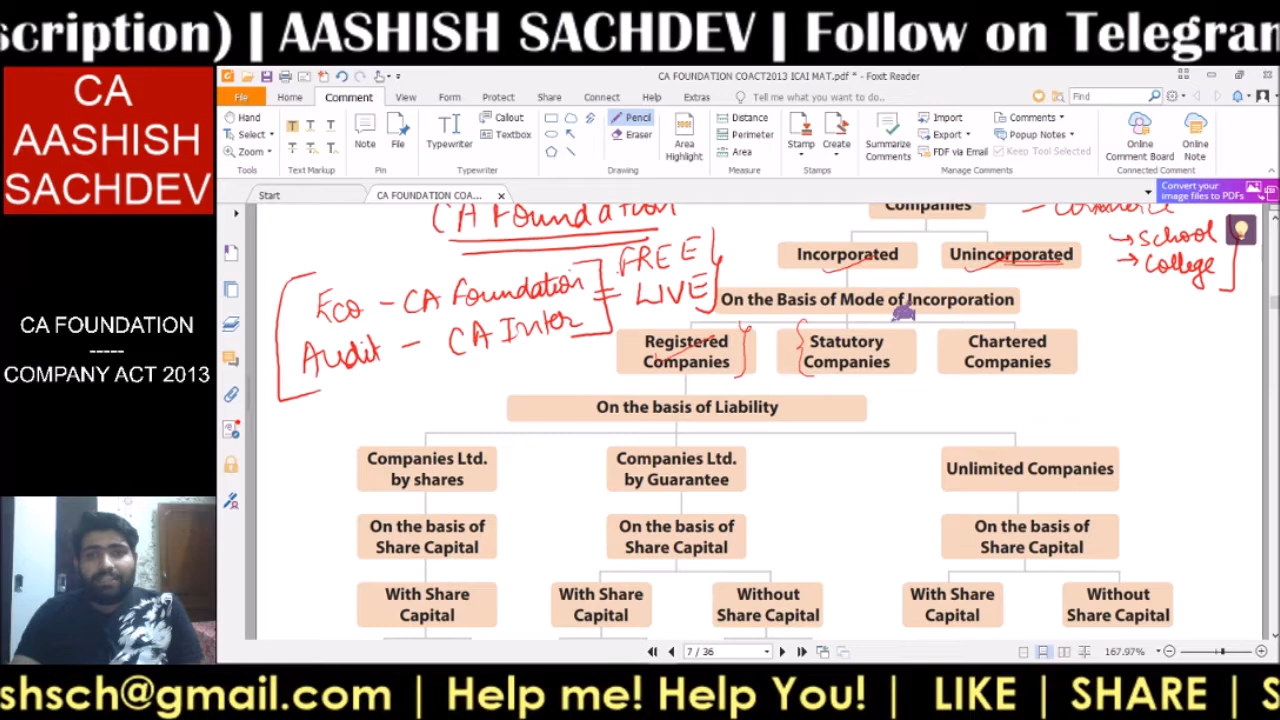 scription) | AASHISH SACHDEV | Follow on Telegram
CA
AASHISH
SACHDEV
CA FOUNDATION
-----
COMPANY ACT 2013
CA FOUNDATION COACT2013 ICAI MAT.pdf * - Foxit Reader
File Home Comment View Form Protect Share Connect Help Extras Tell me what you want to do.. Find
Hand
Select
Zoom
Tools
Text Markup
Note
File
Pin
Typewriter
Callout
Textbox
Typewriter
Pencil
Eraser
Drawing
Area
Highlight
Distance
Perimeter
Area
Measure
Stamp
Create
Stamps
Summarize
Comments
Import
Export
FDF via Email
Comments
Popup Notes
Keep Tool Selected
Manage Comments
Online
Comment Board
Online
Note
Start
CA FOUNDATION COA...
Convert your
image files to PDFs
CA Foundation
Eco - CA Foundation
Audit - CA Inter
= FREE
LIVE
Companies
- Commerce
→ School
→ College
Incorporated Unincorporated
On the Basis of Mode of Incorporation
Registered
Companies
Statutory
Companies
Chartered
Companies
On the basis of Liability
Companies Ltd.
by shares
Companies Ltd.
by Guarantee
Unlimited Companies
On the basis of
Share Capital
On the basis of
Share Capital
On the basis of
Share Capital
With Share
Capital
With Share
Capital
Without
Share Capital
With Share
Capital
Without
Share Capital
7 / 36
167.97%
shsch@gmail.com | Help me! Help You! | LIKE | SHARE | S